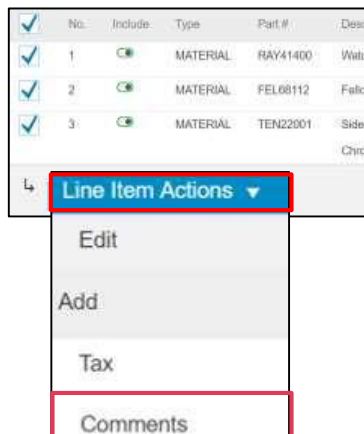 No. Include Type Part # Desc
1 MATERIAL RAY41400
2 MATERIAL FEL68112
3 MATERIAL TEN22001 Side
Chro
Line Item Actions
Edit
Add
Tax
Comments